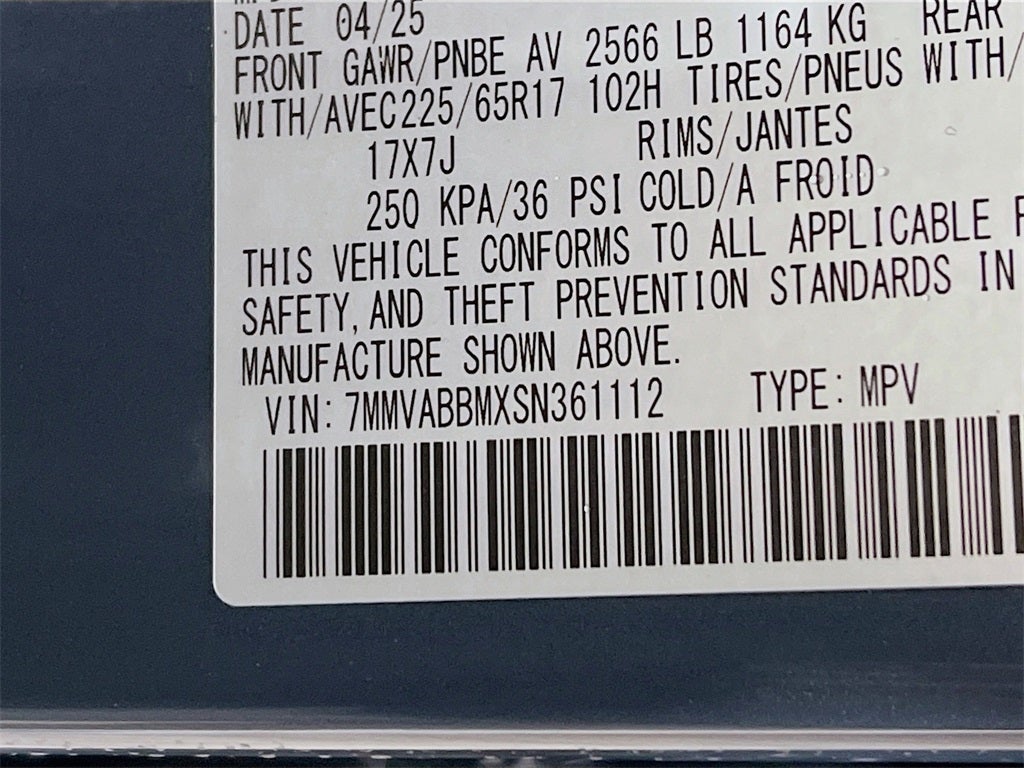 DATE 04/25
FRONT GAWR/PNBE AV 2566 LB 1164 KG REAR
WITH/AVEC225/65R17 102H TIRES/PNEUS WITH/
17X7J RIMS/JANTES
250 KPA/36 PSI COLD/A FROID
THIS VEHICLE CONFORMS TO ALL APPLICABLE F
SAFETY, AND THEFT PREVENTION STANDARDS IN
MANUFACTURE SHOWN ABOVE.
VIN: 7MMVABBMXSN361112 TYPE: MPV